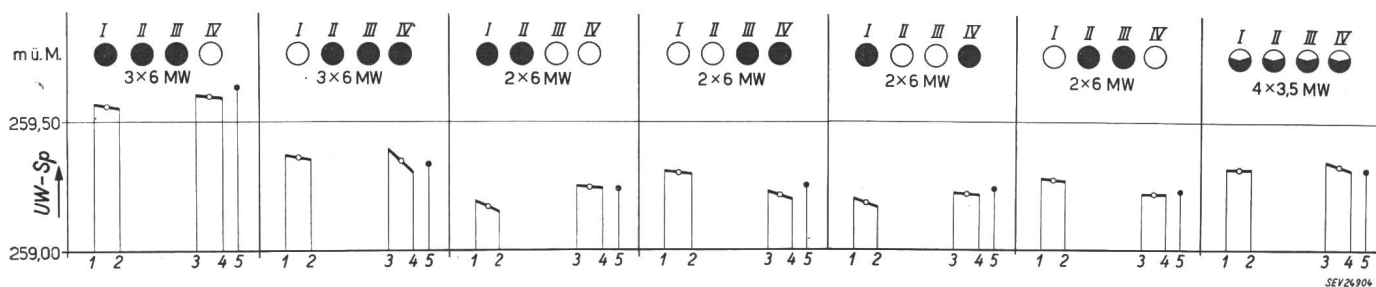 I II III IV I II III IV I II III IV I II III IV I II III IV I II III IV I II III IV
m ü.M.
3×6 MW 3×6 MW 2×6 MW 2×6 MW 2×6 MW 2×6 MW 4×3,5 MW
259,50
UW-Sp
259,00
1 2 3 4 5 1 2 3 4 5 1 2 3 4 5 1 2 3 4 5 1 2 3 4 5 1 2 3 4 5 1 2 3 4 5
SEV24904